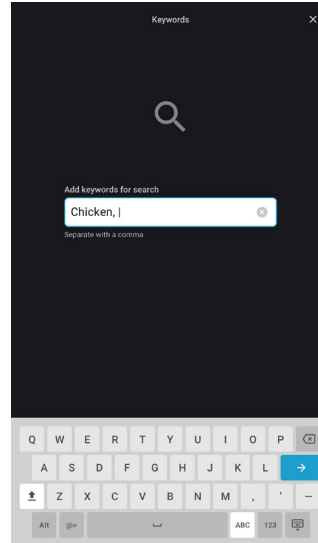 Keywords
Add keywords for search
Chicken,
Separate with a comma
Q W E R T Y U I O P
A S D F G H J K L
Z X C V B N M , ' –
Alt @> ABC 123